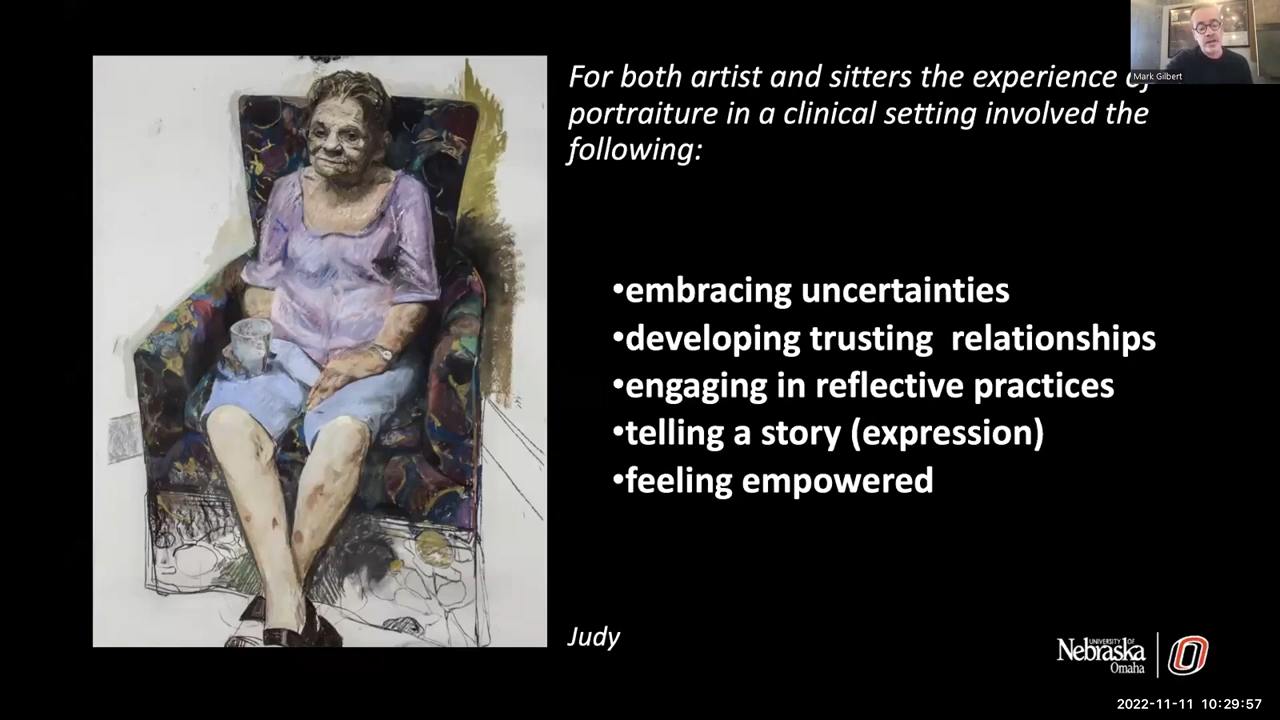 Mark Gilbert
For both artist and sitters the experience of
portraiture in a clinical setting involved the
following:
•embracing uncertainties
•developing trusting  relationships
•engaging in reflective practices
•telling a story (expression)
•feeling empowered
Judy
UNIVERSITY OF
Nebraska
Omaha
O
2022-11-11 10:29:57